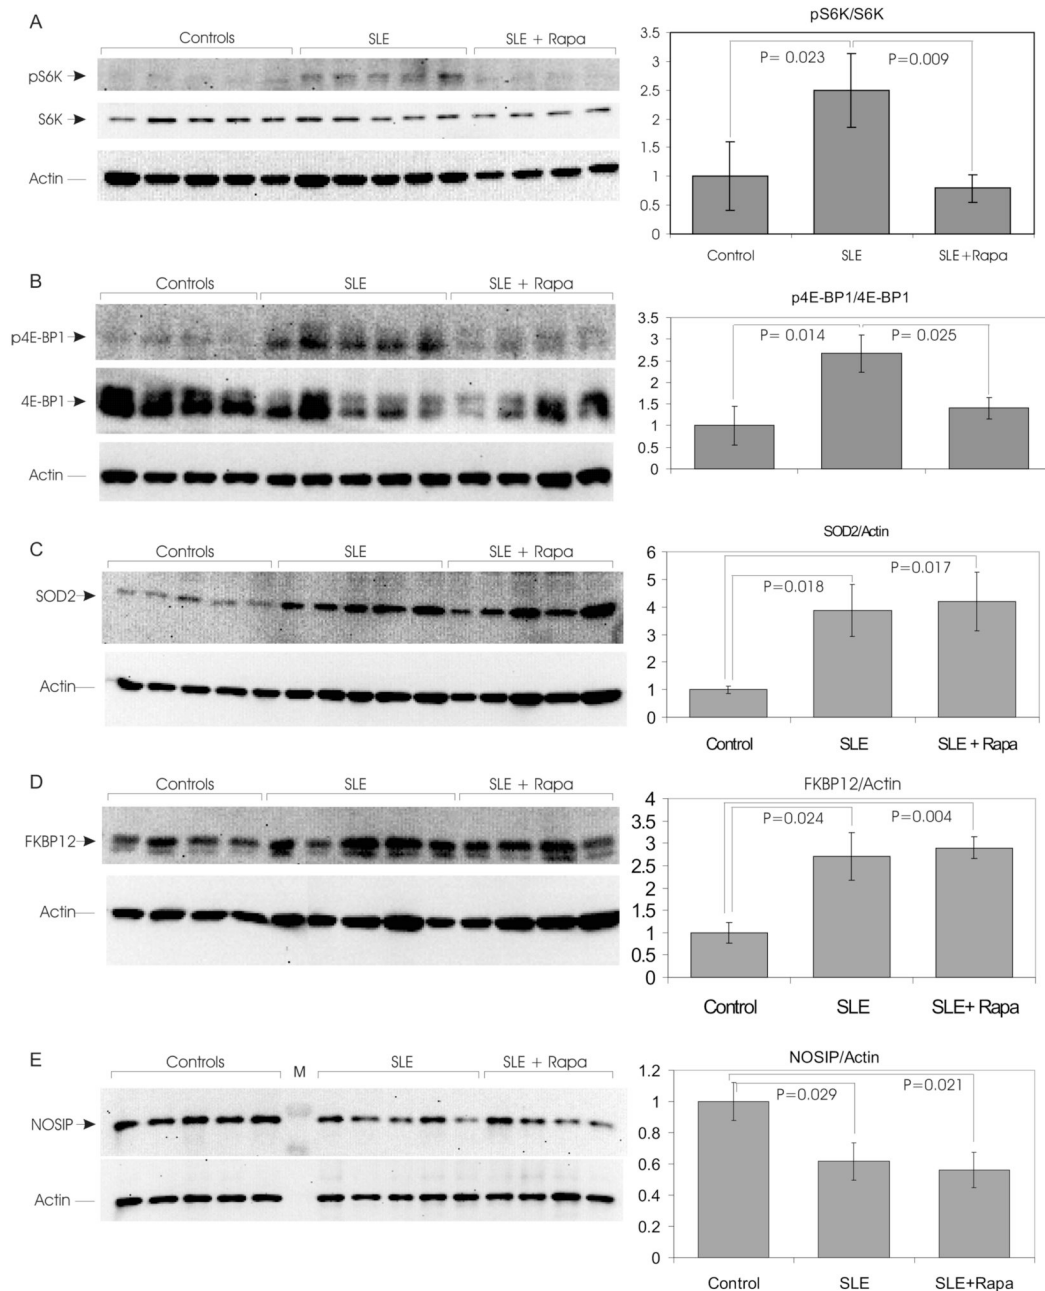 A
Controls SLE SLE + Rapa
pS6K
S6K
Actin
pS6K/S6K
3.5
3
2.5
2
1.5
1
0.5
0
P= 0.023 P=0.009
Control SLE SLE+Rapa
B
Controls SLE SLE + Rapa
p4E-BP1
4E-BP1
Actin
p4E-BP1/4E-BP1
3.5
3
2.5
2
1.5
1
0.5
0
P= 0.014 P= 0.025
C
Controls SLE SLE + Rapa
SOD2
Actin
SOD2/Actin
6
5
4
3
2
1
0
P=0.018 P=0.017
Control SLE SLE + Rapa
D
Controls SLE SLE + Rapa
FKBP12
Actin
FKBP12/Actin
4
3.5
3
2.5
2
1.5
1
0.5
0
P=0.024 P=0.004
Control SLE SLE+ Rapa
E
Controls M SLE SLE + Rapa
NOSIP
Actin
NOSIP/Actin
1.2
1
0.8
0.6
0.4
0.2
0
P=0.029 P=0.021
Control SLE SLE+Rapa